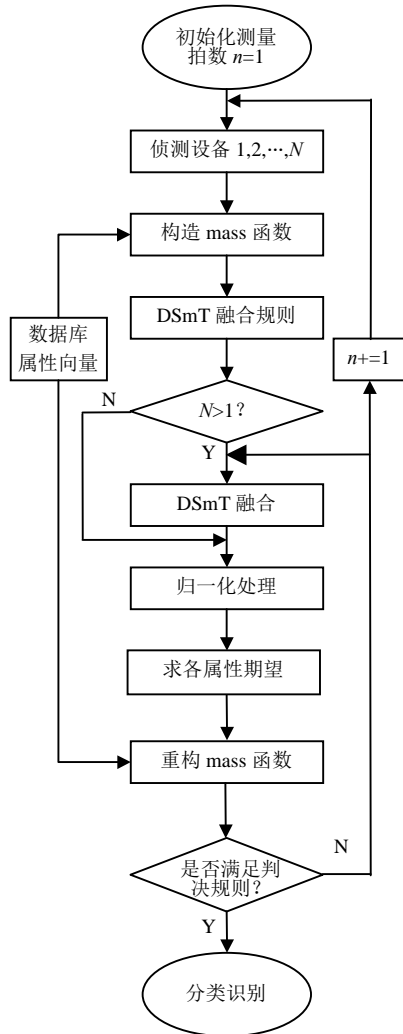 初始化测量
拍数 n=1
侦测设备 1,2,···,N
构造 mass 函数
DSmT 融合规则
数据库
属性向量
n+=1
N
N>1?
Y
DSmT 融合
归一化处理
求各属性期望
重构 mass 函数
是否满足判
决规则?
N
Y
分类识别